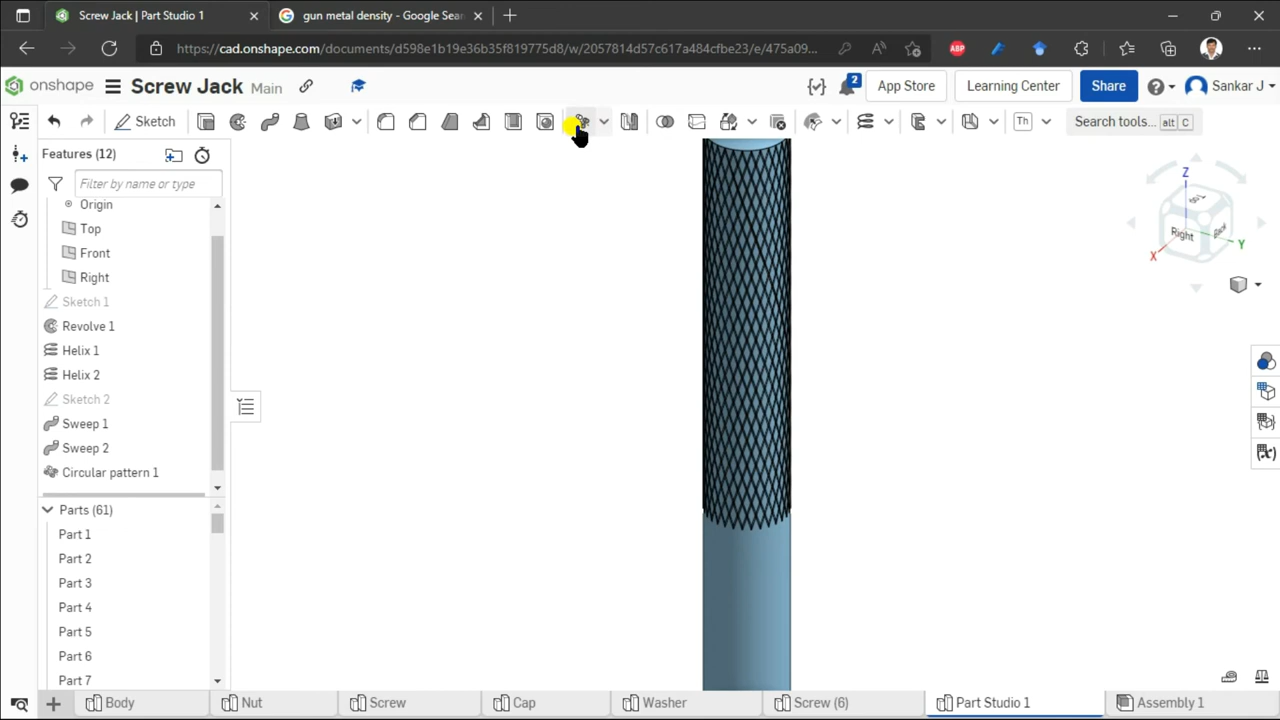 Screw Jack | Part Studio 1
gun metal density - Google Sear
https://cad.onshape.com/documents/d598e1b19e36b35f819775d8/w/2057814d57c617a484cfbe23/e/475a09...
ABP
onshape
Screw Jack
Main
2
App Store
Learning Center
Share
Sankar J
Sketch
Th
Search tools...
alt C
Features (12)
Filter by name or type
Origin
Top
Front
Right
Sketch 1
Revolve 1
Helix 1
Helix 2
Sketch 2
Sweep 1
Sweep 2
Circular pattern 1
Parts (61)
Part 1
Part 2
Part 3
Part 4
Part 5
Part 6
Part 7
Z
Right
Back
X
Y
Body
Nut
Screw
Cap
Washer
Screw (6)
Part Studio 1
Assembly 1